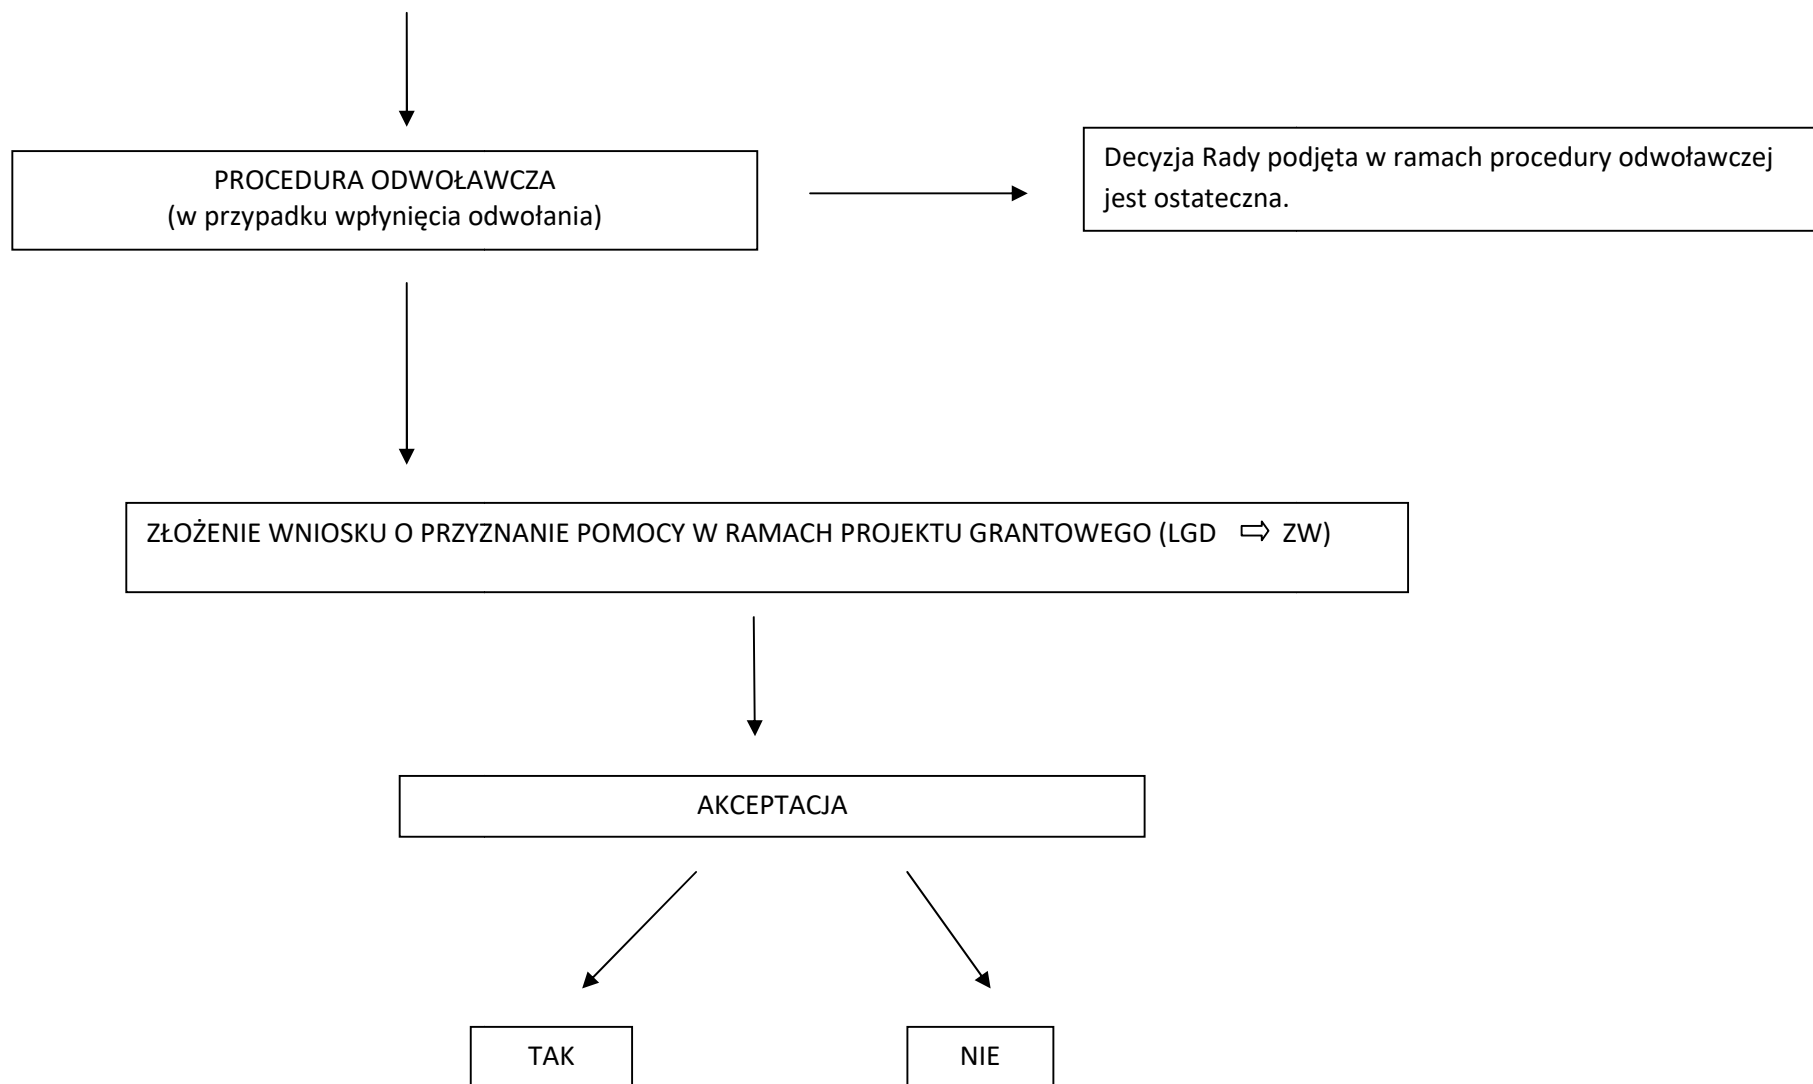 PROCEDURA ODWOŁAWCZA
(w przypadku wpłynięcia odwołania)
Decyzja Rady podjęta w ramach procedury odwoławczej
jest ostateczna.
ZŁOŻENIE WNIOSKU O PRZYZNANIE POMOCY W RAMACH PROJEKTU GRANTOWEGO (LGD ⇨ ZW)
AKCEPTACJA
TAK
NIE